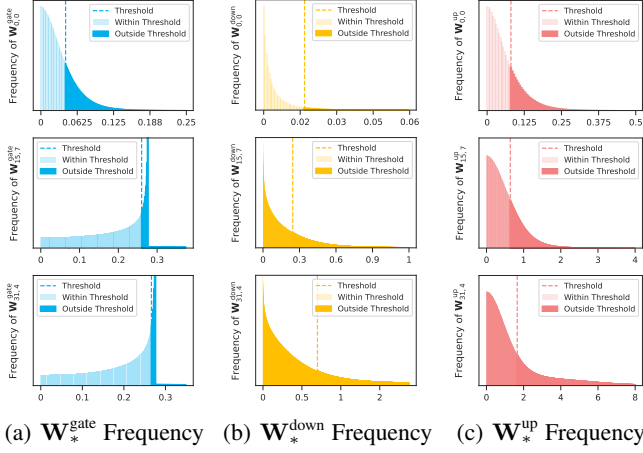 Frequency of W^gate_0,0
Threshold
Within Threshold
Outside Threshold
0 0.0625 0.125 0.188 0.25
Frequency of W^down_0,0
Threshold
Within Threshold
Outside Threshold
0 0.02 0.03 0.05 0.06
Frequency of W^up_0,0
Threshold
Within Threshold
Outside Threshold
0 0.125 0.25 0.375 0.5
Frequency of W^gate_15,7
Threshold
Within Threshold
Outside Threshold
0 0.1 0.2 0.3
Frequency of W^down_15,7
Threshold
Within Threshold
Outside Threshold
0 0.3 0.5 0.8 1
Frequency of W^up_15,7
Threshold
Within Threshold
Outside Threshold
0 1 2 3 4
Frequency of W^gate_31,4
Threshold
Within Threshold
Outside Threshold
0 0.1 0.2 0.3
Frequency of W^down_31,4
Threshold
Within Threshold
Outside Threshold
0 0.5 1 2 2
Frequency of W^up_31,4
Threshold
Within Threshold
Outside Threshold
0 2 4 6 8
(a) W^gate_* Frequency
(b) W^down_* Frequency
(c) W^up_* Frequency